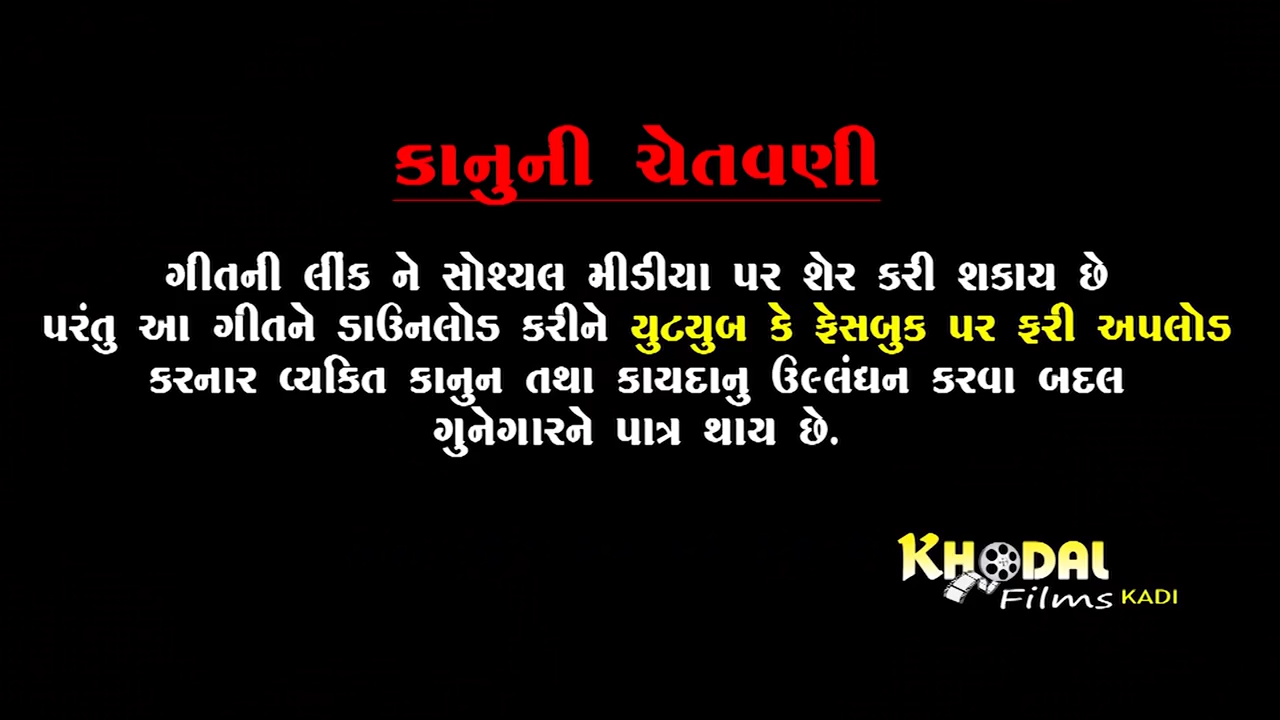 કાનુની ચેતવણી
ગીતની લીંક ને સોશ્યલ મીડીયા પર શેર કરી શકાય છે
પરંતુ આ ગીતને ડાઉનલોડ કરીને યુટયુબ કે ફેસબુક પર ફરી અપલોડ
કરનાર વ્યકિત કાનુન તથા કાયદાનુ ઉલ્લંઘન કરવા બદલ
ગુનેગારને પાત્ર થાય છે.
KHODAL
Films KADI